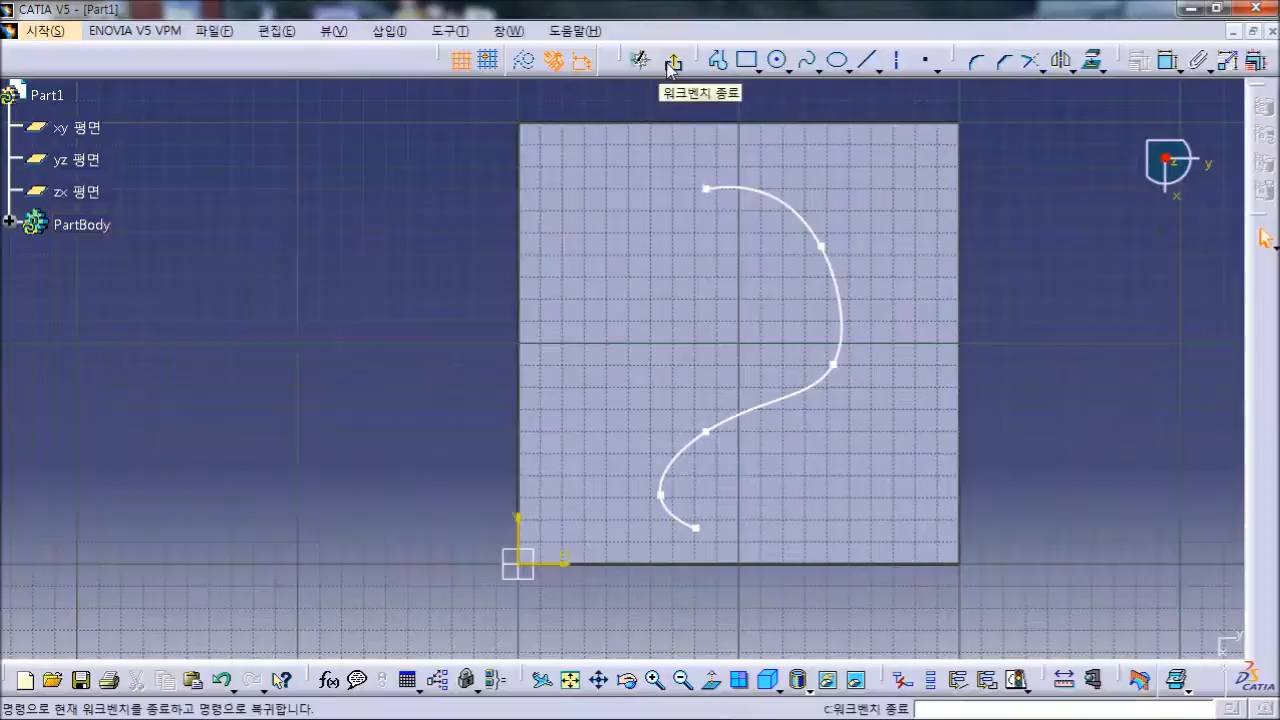 CATIA V5 - [Part1]
시작(S) ENOVIA V5 VPM 파일(F) 편집(E) 뷰(V) 삽입(I) 도구(T) 창(W) 도움말(H)
워크벤치 종료
Part1
xy 평면
yz 평면
zx 평면
PartBody
z
y
x
f(x)
CATIA
명령으로 현재 워크벤치를 종료하고 명령으로 복귀합니다.
c:워크벤치 종료